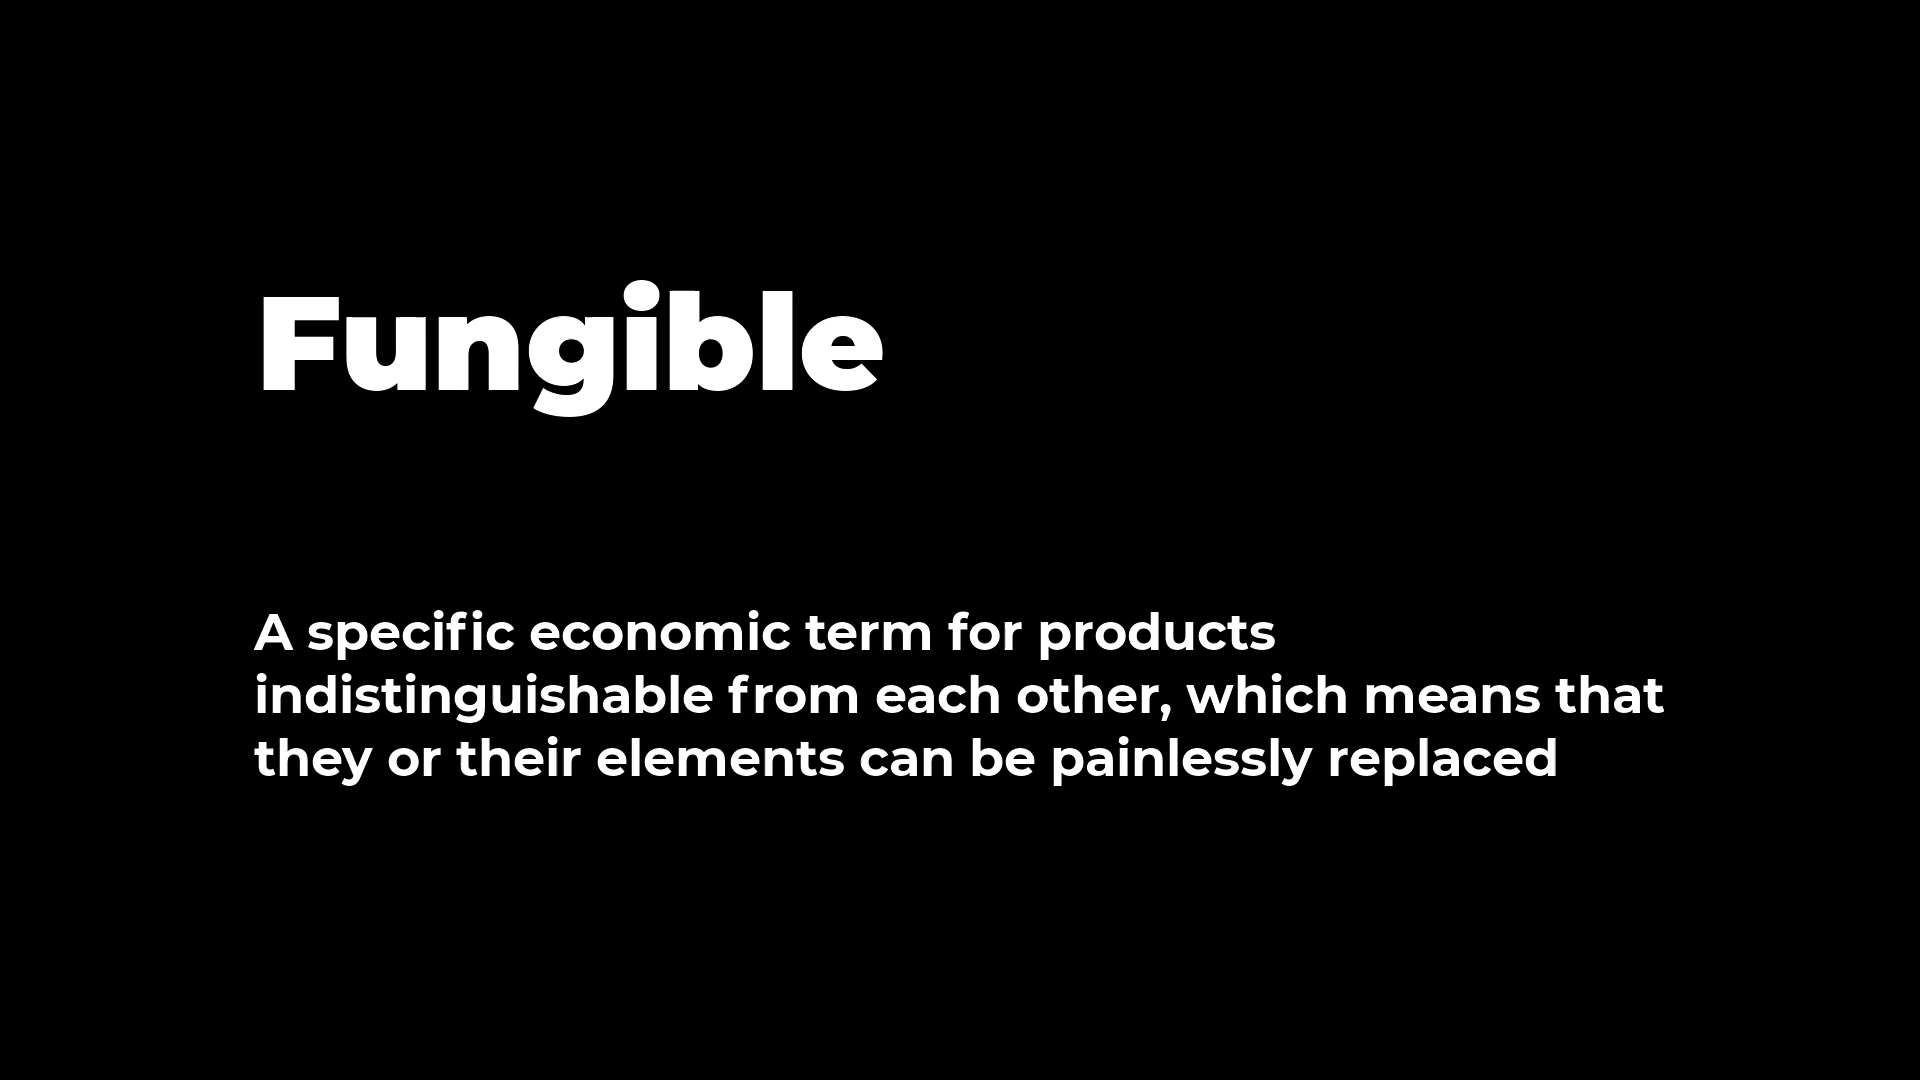 Fungible
A specific economic term for products
indistinguishable from each other, which means that
they or their elements can be painlessly replaced